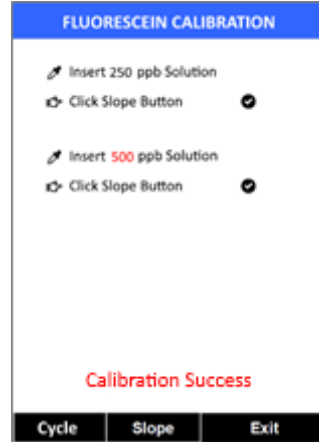 FLUORESCEIN CALIBRATION
Insert 250 ppb Solution
Click Slope Button
Insert 500 ppb Solution
Click Slope Button
Calibration Success
Cycle Slope Exit